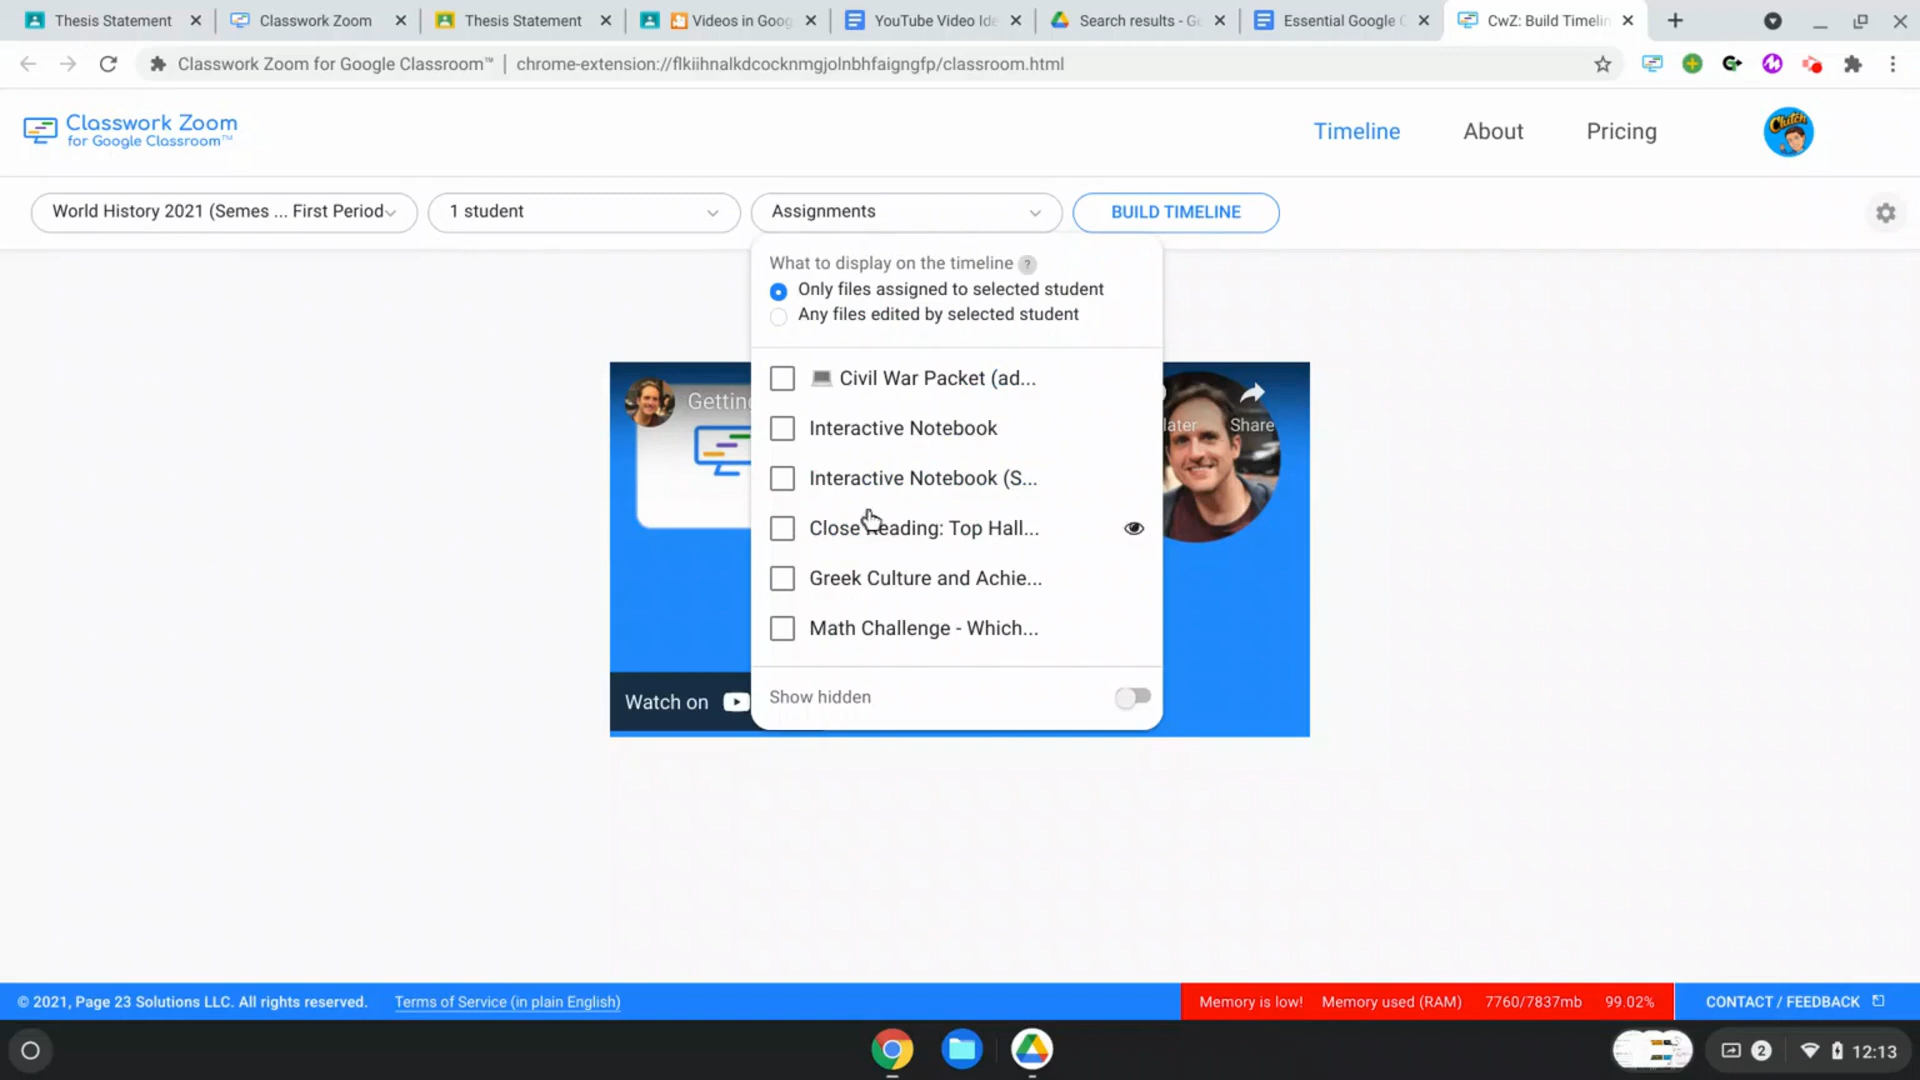 Thesis Statement
Classwork Zoom
Thesis Statement
Videos in Goog
YouTube Video Ide
Search results - Go
Essential Google C
CwZ: Build Timelin
Classwork Zoom for Google Classroom™ | chrome-extension://flkiihnalkdcocknmgjolnbhfaigngfp/classroom.html
Classwork Zoom
for Google Classroom™
Timeline
About
Pricing
Clutch
World History 2021 (Semes ... First Period
1 student
Assignments
BUILD TIMELINE
What to display on the timeline ?
Only files assigned to selected student
Any files edited by selected student
Civil War Packet (ad...
Interactive Notebook
Interactive Notebook (S...
Close Reading: Top Hall...
Greek Culture and Achie...
Math Challenge - Which...
Show hidden
Getting
later
Share
Watch on
© 2021, Page 23 Solutions LLC. All rights reserved.
Terms of Service (in plain English)
Memory is low! Memory used (RAM) 7760/7837mb 99.02%
CONTACT / FEEDBACK
2
12:13